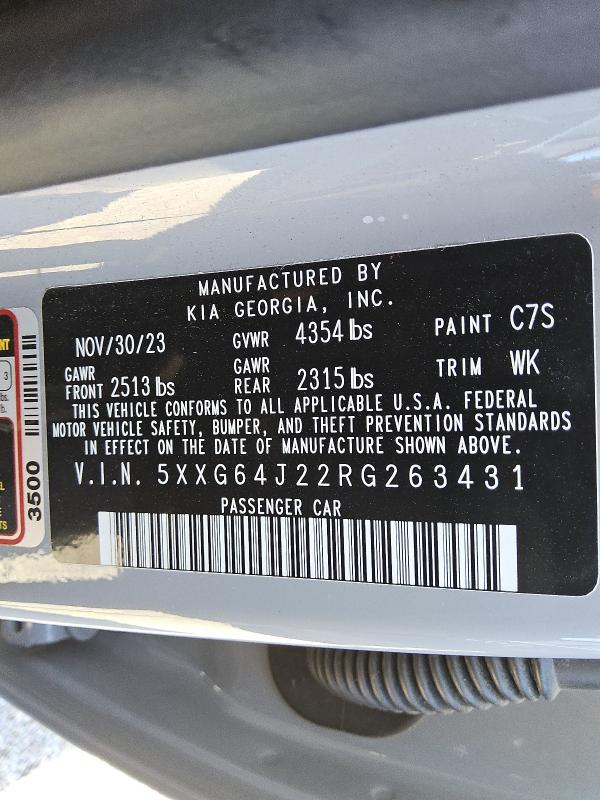 MANUFACTURED BY
KIA GEORGIA, INC.
NOV/30/23 GVWR 4354 lbs PAINT C7S
GAWR FRONT 2513 lbs GAWR REAR 2315 lbs TRIM WK
THIS VEHICLE CONFORMS TO ALL APPLICABLE U.S.A. FEDERAL
MOTOR VEHICLE SAFETY, BUMPER, AND THEFT PREVENTION STANDARDS
IN EFFECT ON THE DATE OF MANUFACTURE SHOWN ABOVE.
V.I.N. 5XXG64J22RG263431
PASSENGER CAR
3500
3